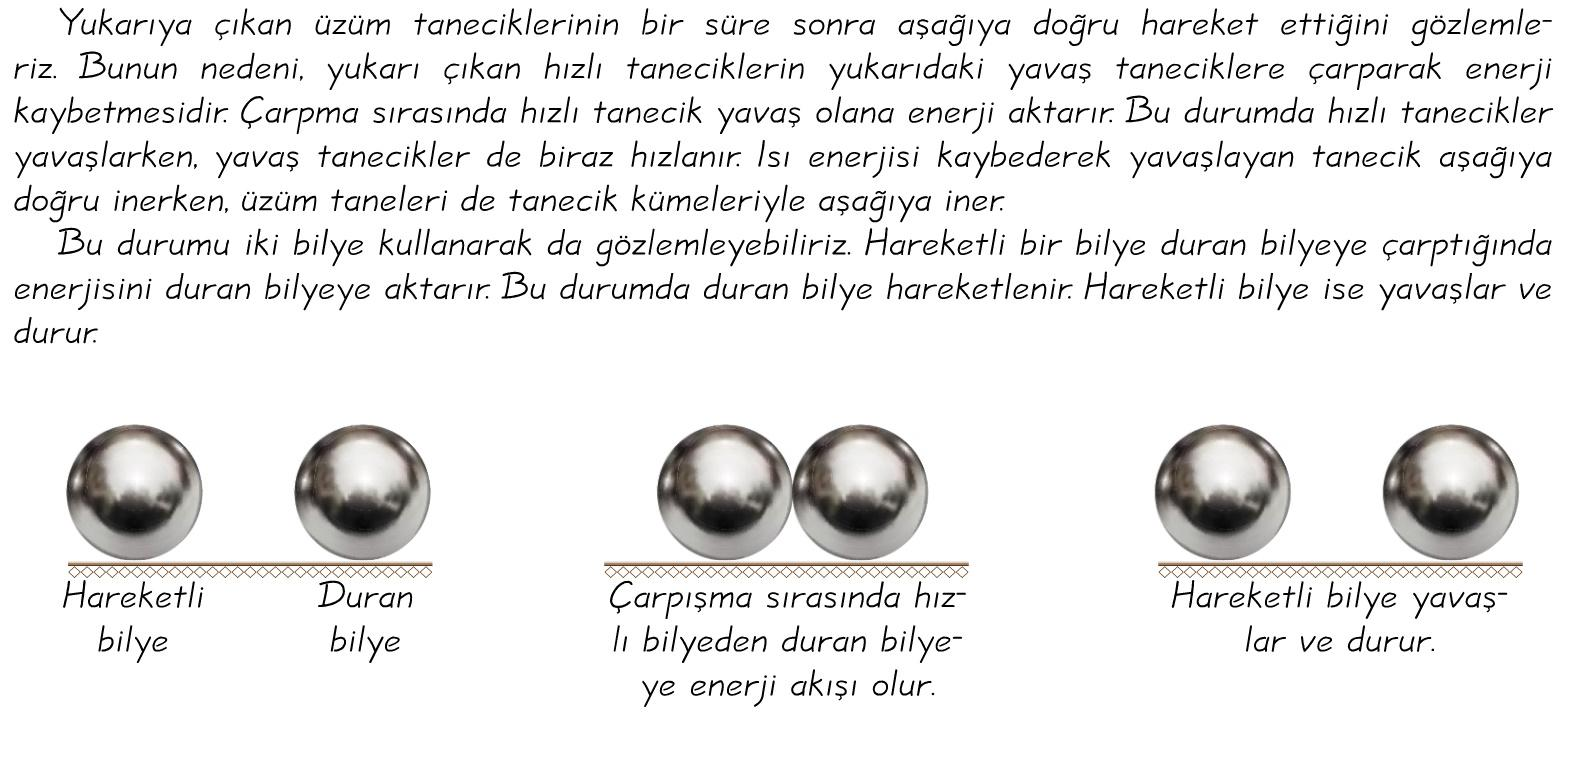 Yukarıya çıkan üzüm taneciklerinin bir süre sonra aşağıya doğru hareket ettiğini gözlemle-
riz. Bunun nedeni, yukarı çıkan hızlı taneciklerin yukarıdaki yavaş taneciklere çarparak enerji
kaybetmesidir. Çarpma sırasında hızlı tanecik yavaş olana enerji aktarır. Bu durumda hızlı tanecikler
yavaşlarken, yavaş tanecikler de biraz hızlanır. Isı enerjisi kaybederek yavaşlayan tanecik aşağıya
doğru inerken, üzüm taneleri de tanecik kümeleriyle aşağıya iner.
Bu durumu iki bilye kullanarak da gözlemleyebiliriz. Hareketli bir bilye duran bilyeye çarptığında
enerjisini duran bilyeye aktarır. Bu durumda duran bilye hareketlenir. Hareketli bilye ise yavaşlar ve
durur.
Hareketli
bilye
Duran
bilye
Çarpışma sırasında hız-
lı bilyeden duran bilye-
ye enerji akışı olur.
Hareketli bilye yavaş-
lar ve durur.